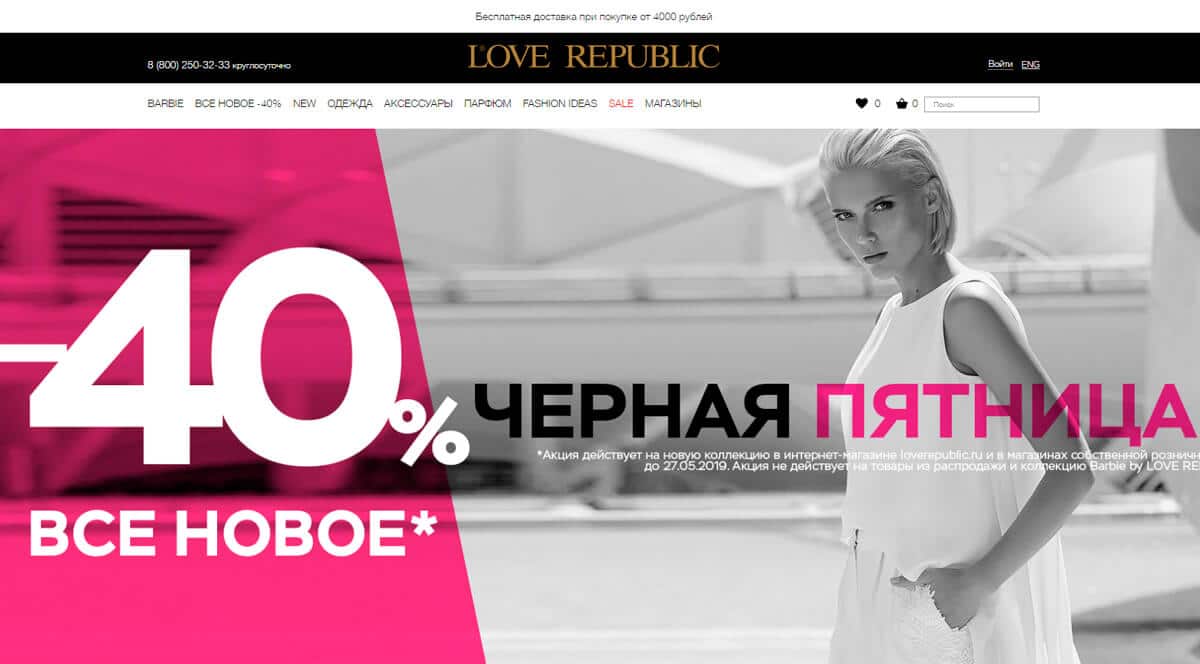 Бесплатная доставка при покупке от 4000 рублей
8 (800) 250-32-33 круглосуточно
LOVE REPUBLIC
Войти ENG
BARBIE ВСЕ НОВОЕ -40% NEW ОДЕЖДА АКСЕССУАРЫ ПАРФЮМ FASHION IDEAS SALE МАГАЗИНЫ
0 0 Поиск
-40%
ЧЕРНАЯ ПЯТНИЦА
*Акция действует на новую коллекцию в интернет-магазине loverepublic.ru и в магазинах собственной рознич
до 27.05.2019. Акция не действует на товары из распродажи и коллекцию Barbie by LOVE RE
ВСЕ НОВОЕ*